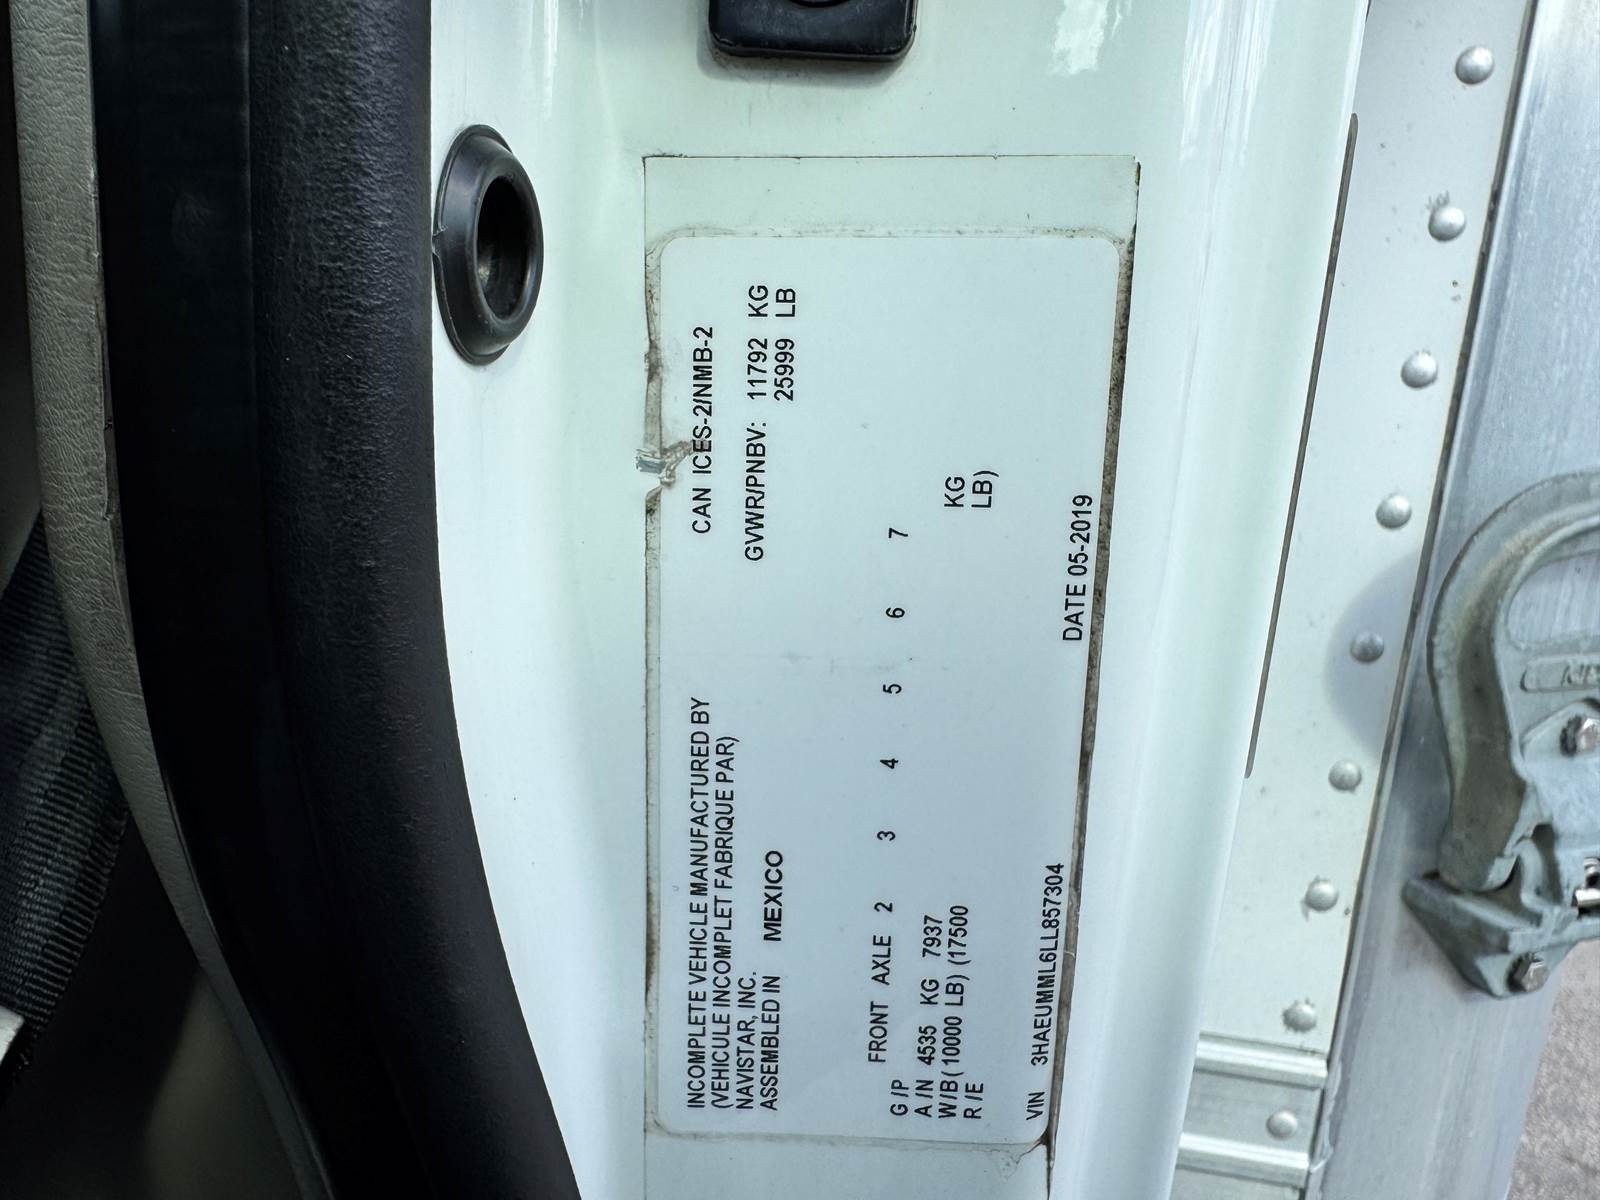 CAN ICES-2/NMB-2
INCOMPLETE VEHICLE MANUFACTURED BY
(VEHICULE INCOMPLET FABRIQUE PAR)
NAVISTAR, INC.
ASSEMBLED IN MEXICO
GVWR/PNBV: 11792 KG
25999 LB
FRONT AXLE 2 3 4 5 6 7
G/P
A/N 4535 KG 7937 KG
W/B (10000 LB) (17500 LB)
R/E
VIN 3HAEUMML6LL857304 DATE 05-2019